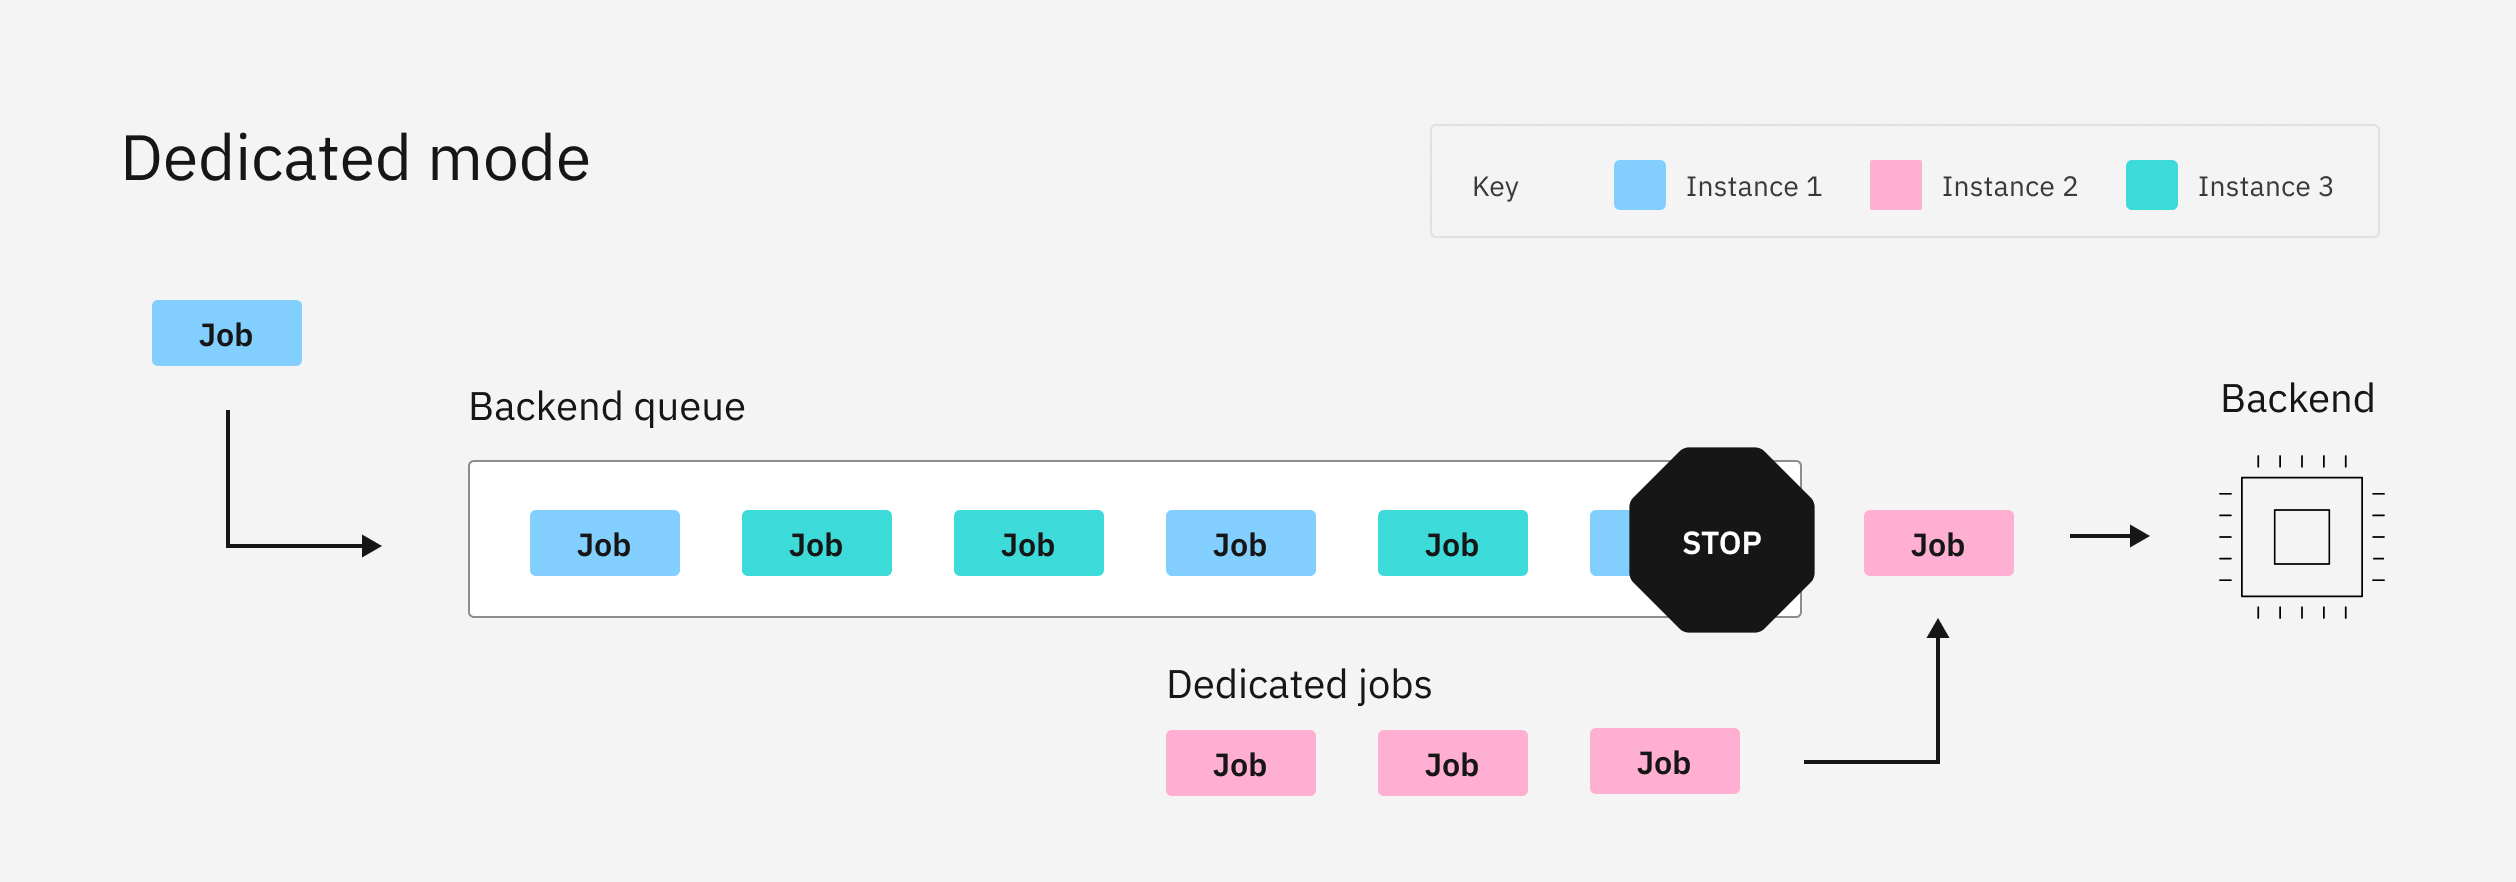 Dedicated mode
Key
Instance 1
Instance 2
Instance 3
Job
Backend queue
Backend
Job
Job
Job
Job
Job
STOP
Job
Dedicated jobs
Job
Job
Job